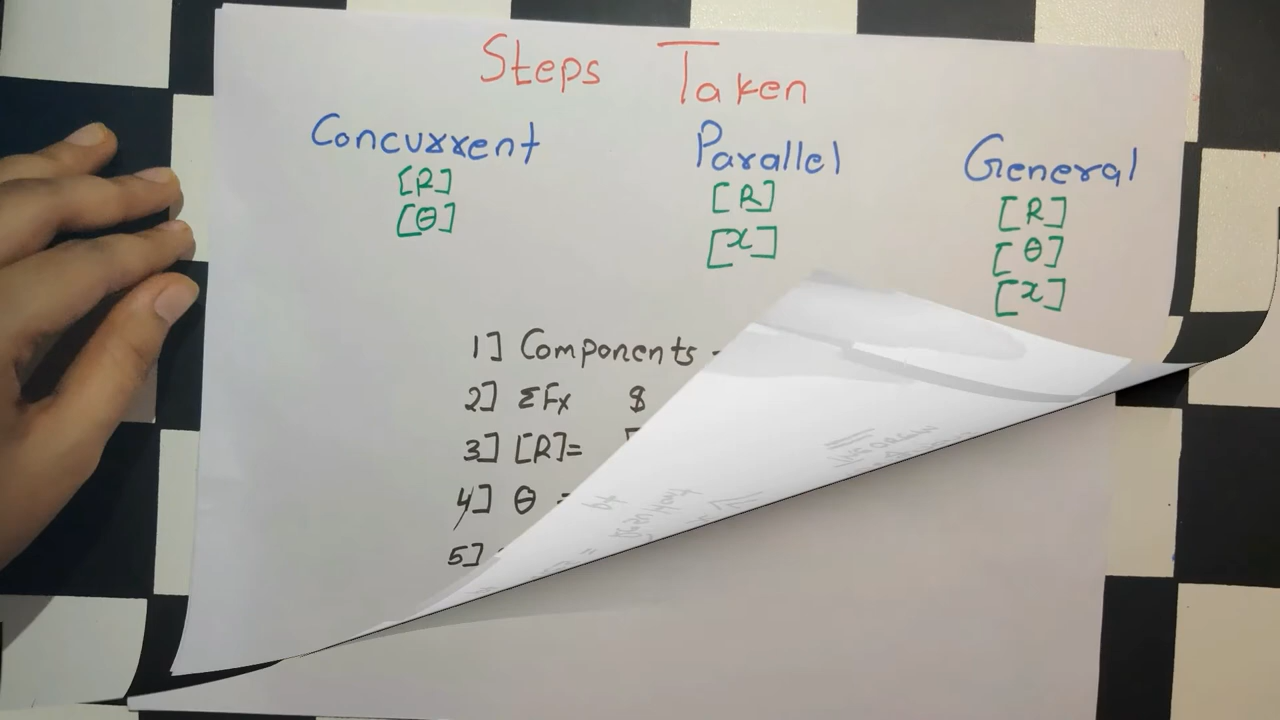 Steps Taken
Concurrent Parallel General
[R] [R] [R]
[θ] [x] [θ]
[x]
1] Components -
2] ΣFx &
3] [R]=
4] θ =
5]